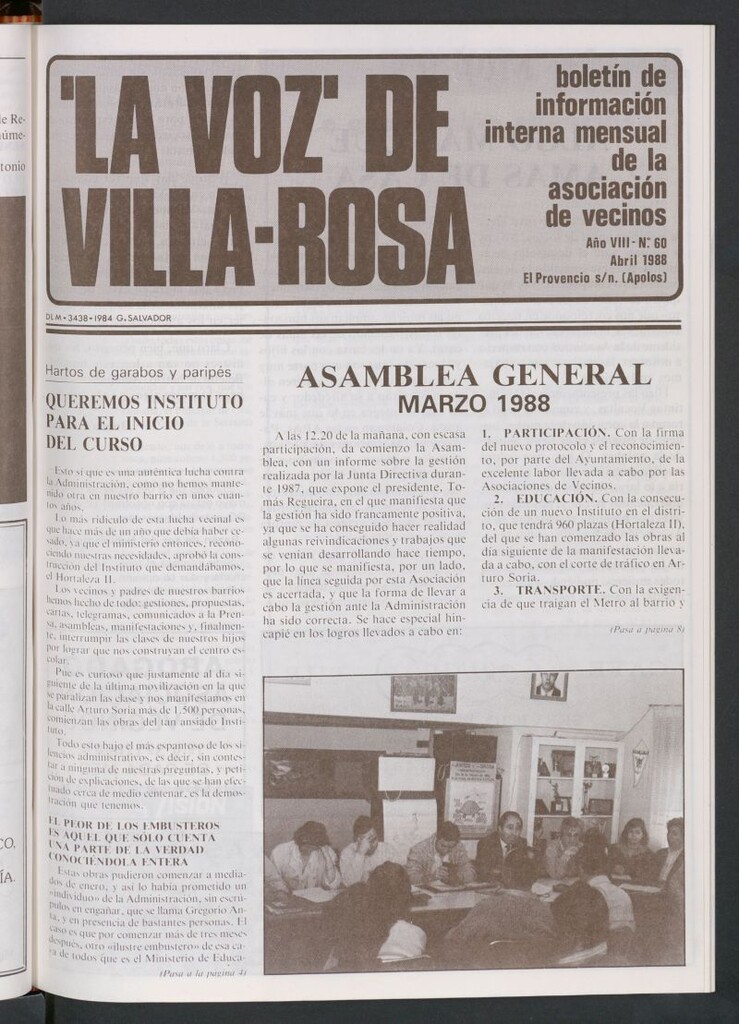 'LA VOZ' DE
VILLA-ROSA
boletín de
información
interna mensual
de la
asociación
de vecinos
Año VIII - N.º 60
Abril 1988
El Provencio s/n. (Apolos)
DL M - 3438 - 1984 G. SALVADOR
Hartos de garabos y paripés
QUEREMOS INSTITUTO
PARA EL INICIO
DEL CURSO
Esto sí que es una auténtica lucha contra
la Administración, como no hemos mante-
nido otra en nuestro barrio en unos cuan-
tos años.
Lo más ridículo de esta lucha vecinal es
que hace más de un año que debía haber ce-
sado, ya que el ministerio entonces, recono-
ciendo nuestras necesidades, aprobó la cons-
trucción del Instituto que demandábamos,
el Hortaleza II.
Los vecinos y padres de nuestros barrios
hemos hecho de todo: gestiones, propuestas,
cartas, telegramas, comunicados a la Pren-
sa, asambleas, manifestaciones y, finalmen-
te, interrumpir las clases de nuestros hijos
por lograr que nos construyan el centro es-
colar.
Pue es curioso que justamente al día si-
guiente de la última movilización en la que
se paralizan las clase y nos manifestamos en
la calle Arturo Soria más de 1.500 personas,
comienzan las obras del tan ansiado Insti-
tuto.
Todo esto bajo el más espantoso de los si-
lencios administrativos, es decir, sin contes-
tar a ninguna de nuestras preguntas, y peti-
ción de explicaciones, de las que se han efec-
tuado cerca de medio centenar, es la demos-
tración que tenemos.
EL PEOR DE LOS EMBUSTEROS
ES AQUEL QUE SÓLO CUENTA
UNA PARTE DE LA VERDAD
CONOCIÉNDOLA ENTERA
Estas obras pudieron comenzar a media-
dos de enero, y así lo había prometido un
«individuo» de la Administración, sin escrú-
pulos en engañar, que se llama Gregorio An-
ta, y en presencia de bastantes personas. El
caso es que por comenzar más de tres meses
después, otro «ilustre embustero» de esa ca-
sa de todos que es el Ministerio de Educa-
(Pasa a la página 4)
ASAMBLEA GENERAL
MARZO 1988
A las 12.20 de la mañana, con escasa
participación, da comienzo la Asam-
blea, con un informe sobre la gestión
realizada por la Junta Directiva duran-
te 1987, que expone el presidente, To-
más Regueira, en el que manifiesta que
la gestión ha sido francamente positiva,
ya que se ha conseguido hacer realidad
algunas reivindicaciones y trabajos que
se venían desarrollando hace tiempo,
por lo que se manifiesta, por un lado,
que la línea seguida por esta Asociación
es acertada, y que la forma de llevar a
cabo la gestión ante la Administración
ha sido correcta. Se hace especial hin-
capié en los logros llevados a cabo en:
1. PARTICIPACIÓN. Con la firma
del nuevo protocolo y el reconocimien-
to, por parte del Ayuntamiento, de la
excelente labor llevada a cabo por las
Asociaciones de Vecinos.
2. EDUCACIÓN. Con la consecu-
ción de un nuevo Instituto en el distri-
to, que tendrá 960 plazas (Hortaleza II),
del que se han comenzado las obras al
día siguiente de la manifestación lleva-
da a cabo, con el corte de tráfico en Ar-
turo Soria.
3. TRANSPORTE. Con la exigen-
cia de que traigan el Metro al barrio y
(Pasa a página 8)